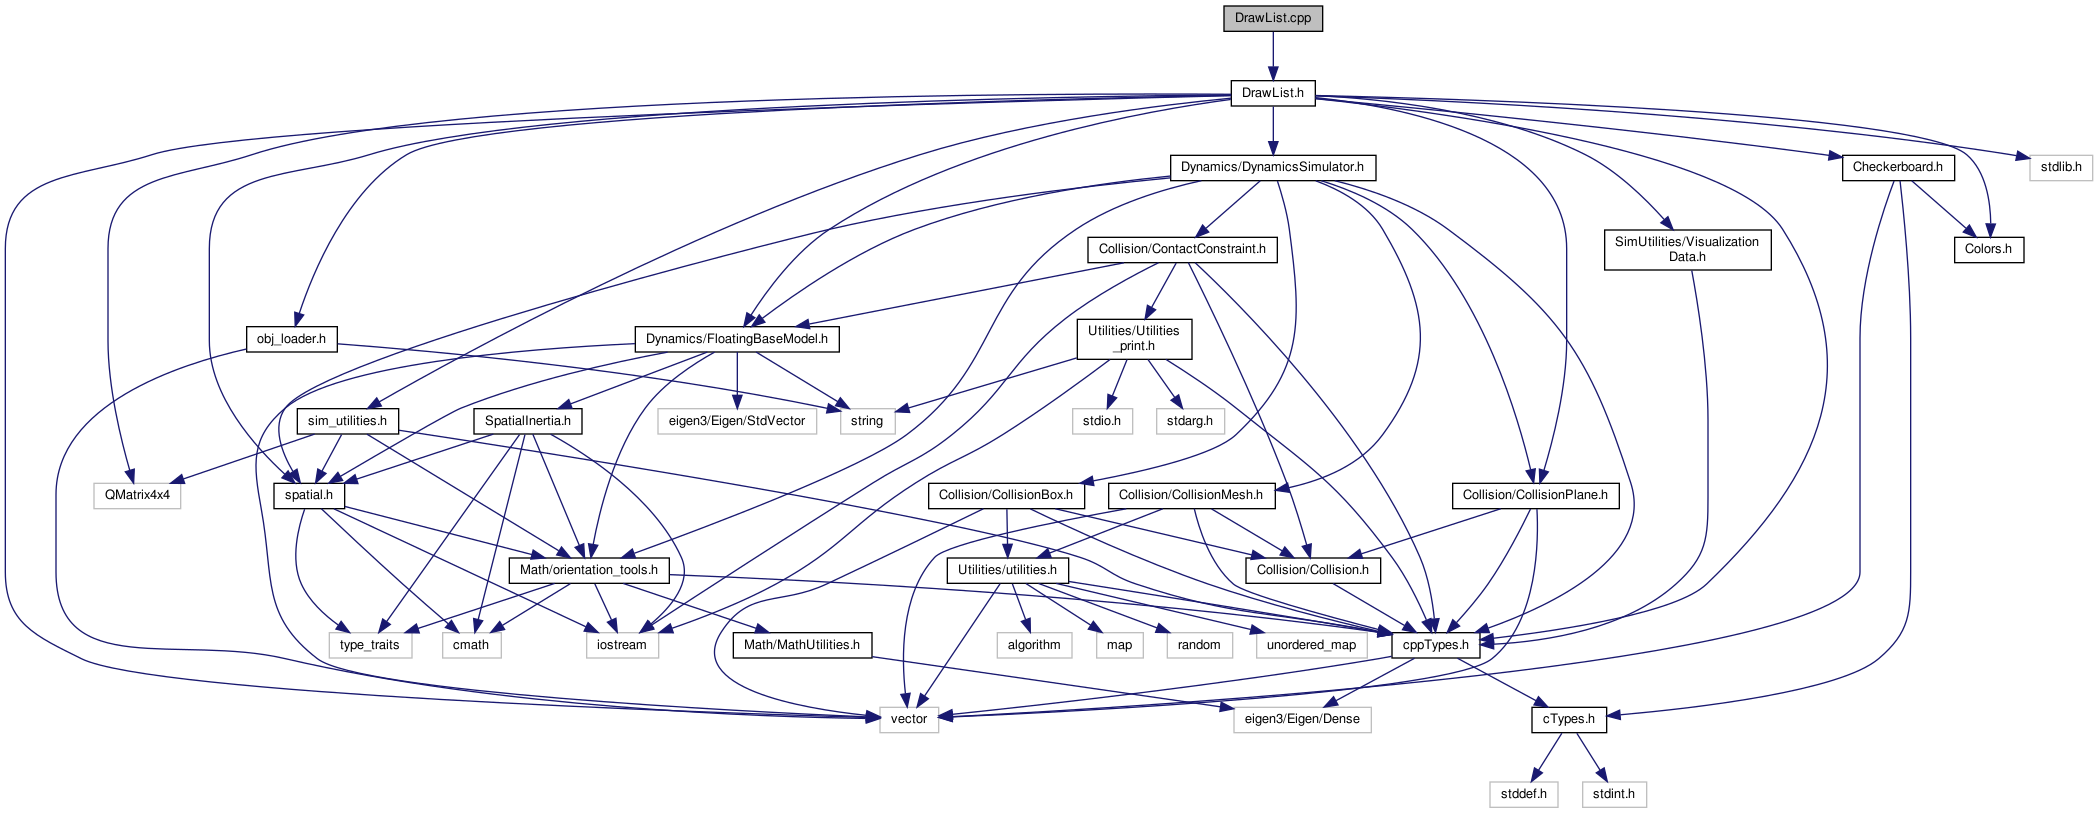 DrawList.cpp
DrawList.h
Dynamics/DynamicsSimulator.h
Checkerboard.h
stdlib.h
Collision/ContactConstraint.h
SimUtilities/Visualization
Data.h
Colors.h
obj_loader.h
Dynamics/FloatingBaseModel.h
Utilities/Utilities
_print.h
sim_utilities.h
SpatialInertia.h
eigen3/Eigen/StdVector
string
stdio.h
stdarg.h
QMatrix4x4
spatial.h
Collision/CollisionBox.h
Collision/CollisionMesh.h
Collision/CollisionPlane.h
Math/orientation_tools.h
Utilities/utilities.h
Collision/Collision.h
type_traits
cmath
iostream
Math/MathUtilities.h
algorithm
map
random
unordered_map
cppTypes.h
vector
eigen3/Eigen/Dense
cTypes.h
stddef.h
stdint.h